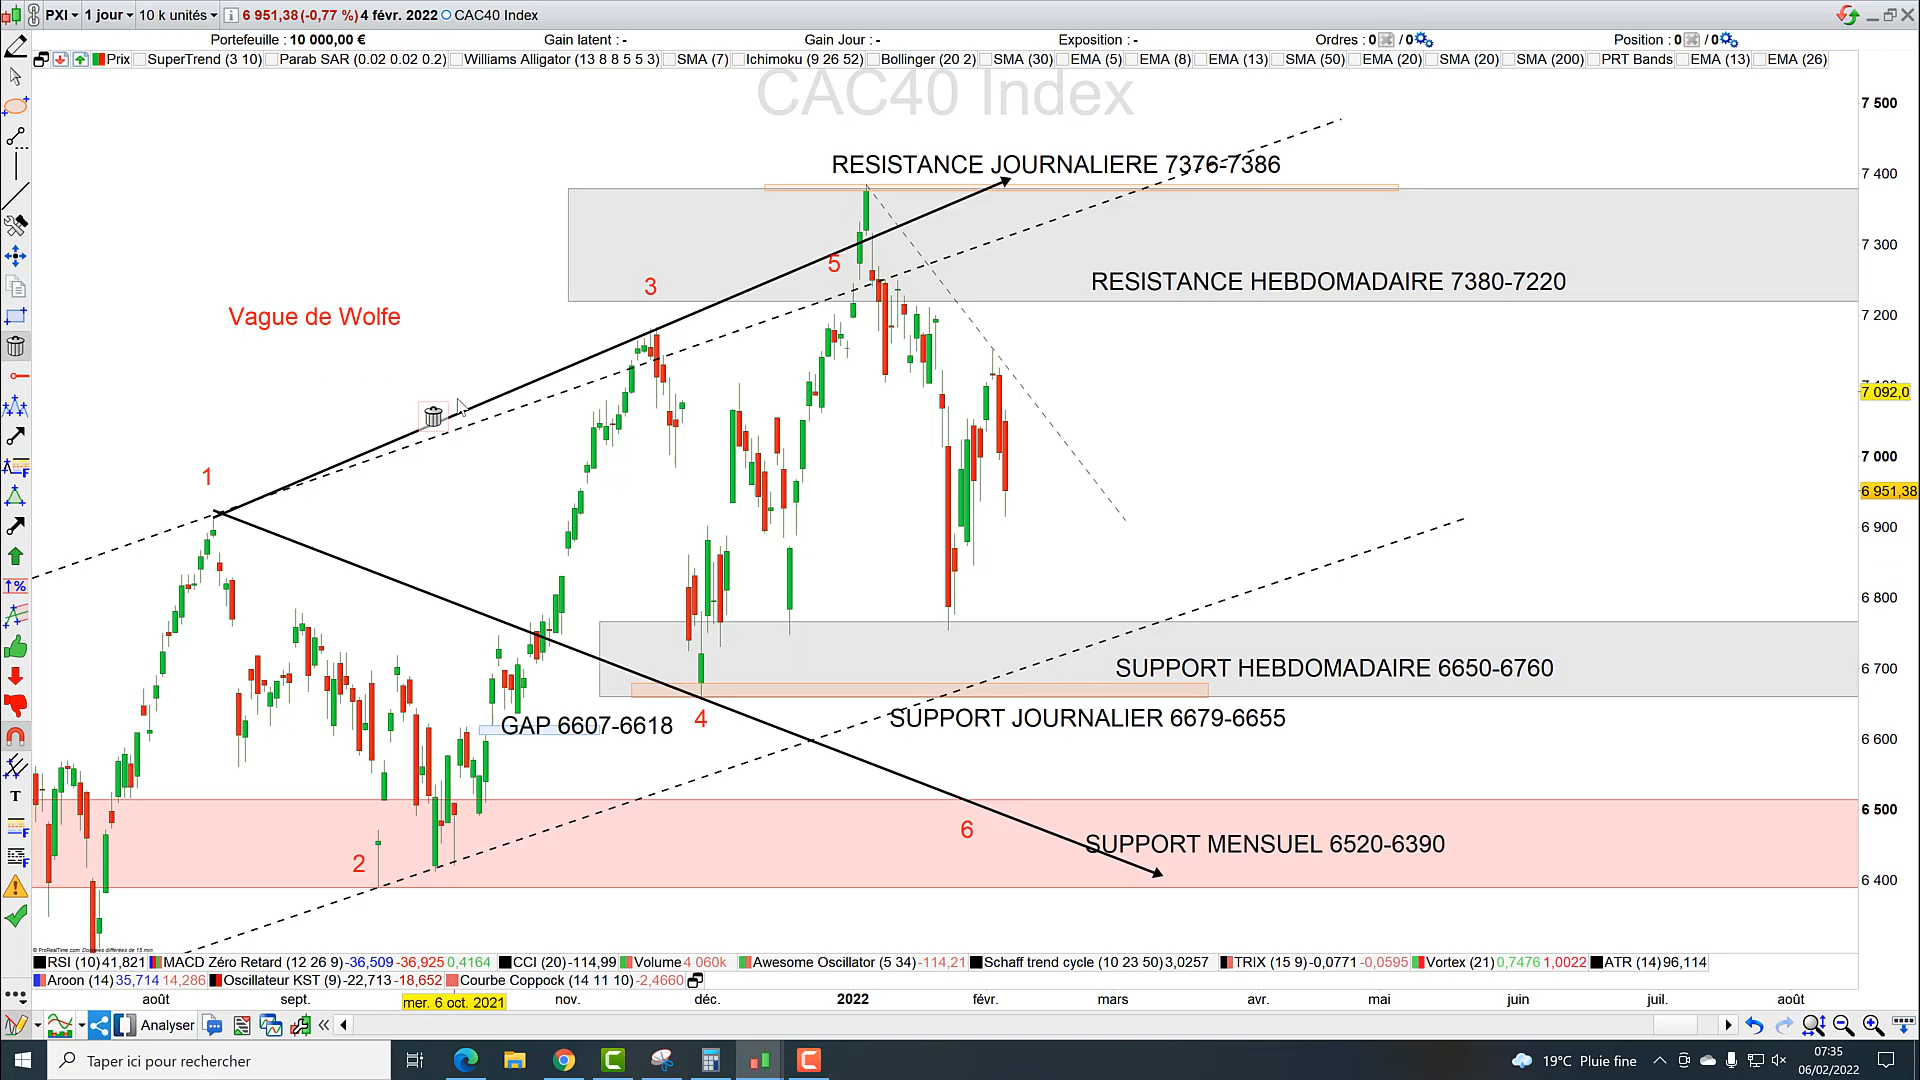 PXI 1 jour 10 k unités 6 951,38 (-0,77 %) 4 févr. 2022 CAC40 Index
Portefeuille : 10 000,00 € Gain latent : - Gain Jour : - Exposition : - Ordres : 0 / 0 Position : 0 / 0
Prix SuperTrend (3 10) Parab SAR (0.02 0.02 0.2) Williams Alligator (13 8 8 5 5 3) SMA (7) Ichimoku (9 26 52) Bollinger (20 2) SMA (30) EMA (5) EMA (8) EMA (13) SMA (50) EMA (20) SMA (20) SMA (200) PRT Bands EMA (13) EMA (26)
CAC40 Index
7 500
RESISTANCE JOURNALIERE 7376-7386
7 400
7 300
5
RESISTANCE HEBDOMADAIRE 7380-7220
3
Vague de Wolfe
7 200
7 092,0
7 000
1
6 951,38
6 900
6 800
SUPPORT HEBDOMADAIRE 6650-6760
6 700
4
SUPPORT JOURNALIER 6679-6655
GAP 6607-6618
6 600
6 500
6
SUPPORT MENSUEL 6520-6390
2
6 400
© ProRealTime.com Données différées de 15 min
RSI (10) 41,821 MACD Zéro Retard (12 26 9) -36,509 -36,925 0,4164 CCI (20) -114,99 Volume 4 060k Awesome Oscillator (5 34) -114,21 Schaff trend cycle (10 23 50) 3,0257 TRIX (15 9) -0,0771 -0,0595 Vortex (21) 0,7476 1,0022 ATR (14) 96,114
Aroon (14) 35,714 14,286 Oscillateur KST (9) -22,713 -18,652 Courbe Coppock (14 11 10) -2,4660
août sept. mer. 6 oct. 2021 nov. déc. 2022 févr. mars avr. mai juin juil. août
Analyser
Taper ici pour rechercher
19°C Pluie fine
07:35
06/02/2022